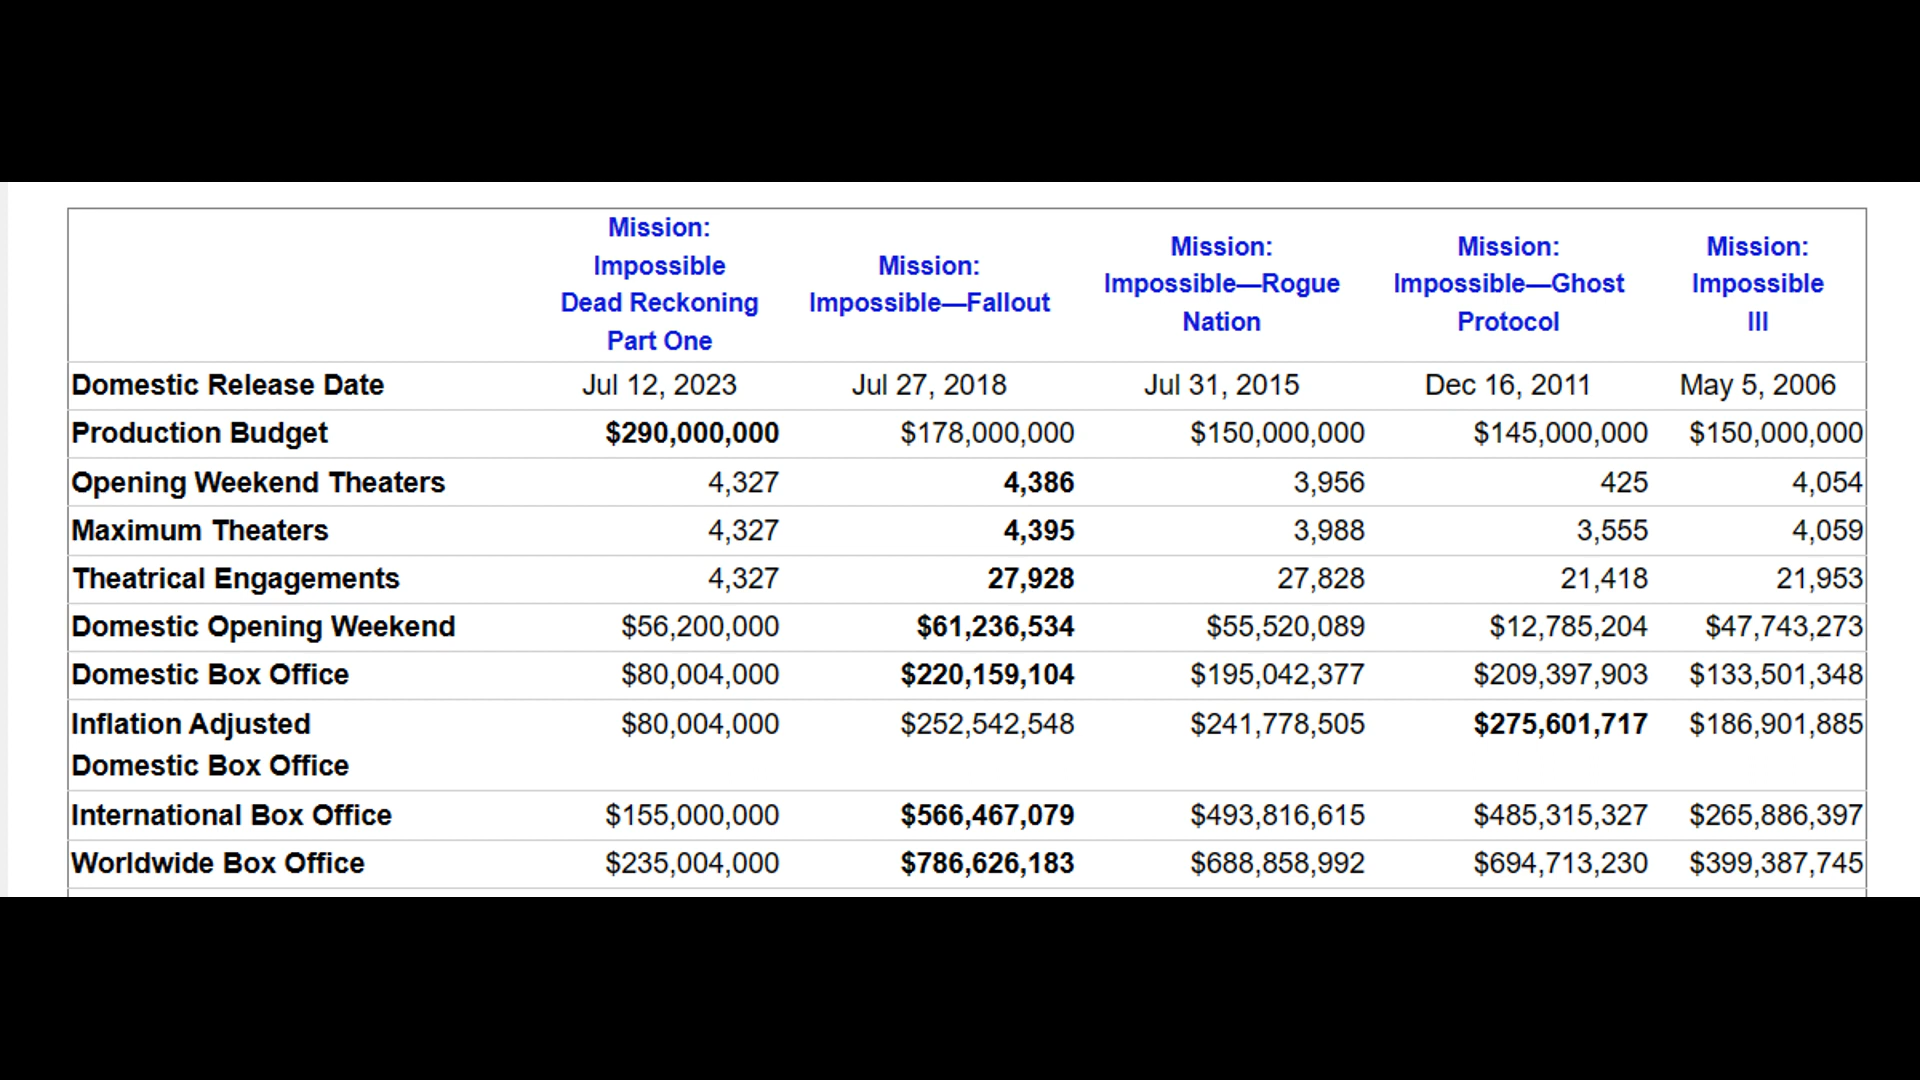 Mission:
Impossible
Dead Reckoning
Part One
Mission:
Impossible—Fallout
Mission:
Impossible—Rogue
Nation
Mission:
Impossible—Ghost
Protocol
Mission:
Impossible
III
Domestic Release Date Jul 12, 2023 Jul 27, 2018 Jul 31, 2015 Dec 16, 2011 May 5, 2006
Production Budget $290,000,000 $178,000,000 $150,000,000 $145,000,000 $150,000,000
Opening Weekend Theaters 4,327 4,386 3,956 425 4,054
Maximum Theaters 4,327 4,395 3,988 3,555 4,059
Theatrical Engagements 4,327 27,928 27,828 21,418 21,953
Domestic Opening Weekend $56,200,000 $61,236,534 $55,520,089 $12,785,204 $47,743,273
Domestic Box Office $80,004,000 $220,159,104 $195,042,377 $209,397,903 $133,501,348
Inflation Adjusted $80,004,000 $252,542,548 $241,778,505 $275,601,717 $186,901,885
Domestic Box Office
International Box Office $155,000,000 $566,467,079 $493,816,615 $485,315,327 $265,886,397
Worldwide Box Office $235,004,000 $786,626,183 $688,858,992 $694,713,230 $399,387,745